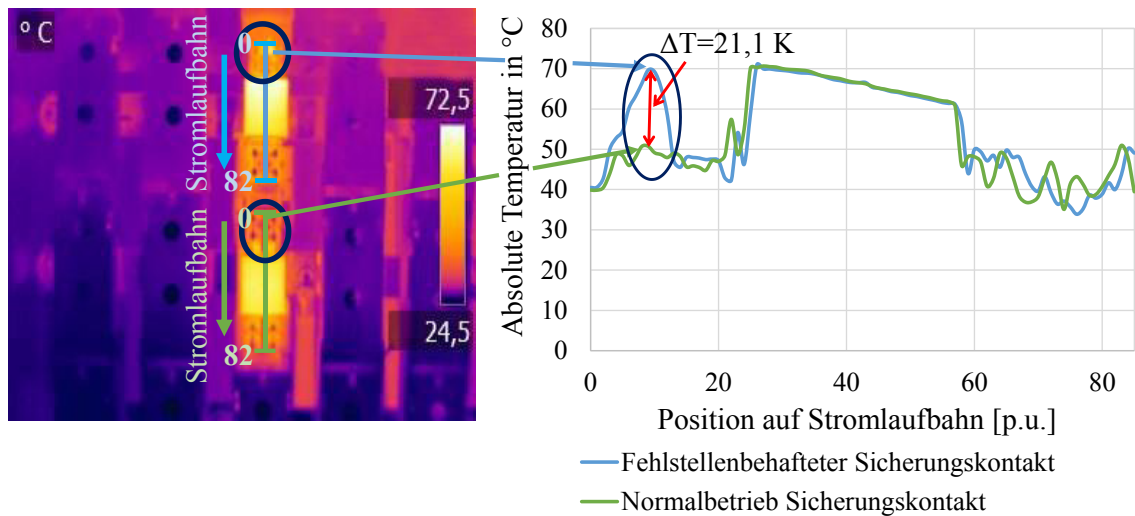 ° C
Stromlaufbahn
0
82
Stromlaufbahn
0
82
72,5
24,5
ΔT=21,1 K
Absolute Temperatur in °C
80
70
60
50
40
30
20
10
0
0
20
40
60
80
Position auf Stromlaufbahn [p.u.]
Fehlstellenbehafteter Sicherungskontakt
Normalbetrieb Sicherungskontakt